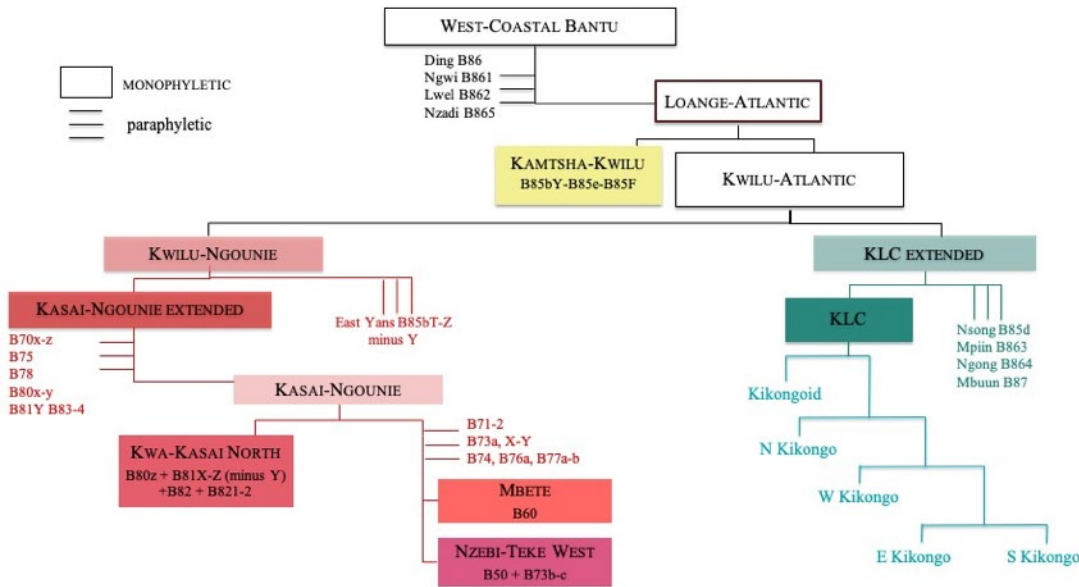 WEST-COASTAL BANTU
Ding B86
Ngwi B861
Lwel B862
Nzadi B865
MONOPHYLETIC
paraphyletic
LOANGE-ATLANTIC
KAMTSHA-KWILU
B85bY-B85e-B85F
KWILU-ATLANTIC
KWILU-NGOUNIE
KLC EXTENDED
KASAI-NGOUNIE EXTENDED
B70x-z
B75
B78
B80x-y
B81Y B83-4
East Yans B85bT-Z
minus Y
KLC
Nsong B85d
Mpiin B863
Ngong B864
Mbuun B87
KASAI-NGOUNIE
Kikongoid
KWA-KASAI NORTH
B80z + B81X-Z (minus Y)
+B82 + B821-2
B71-2
B73a, X-Y
B74, B76a, B77a-b
N Kikongo
MBETE
B60
W Kikongo
NZEBI-TEKE WEST
B50 + B73b-c
E Kikongo
S Kikongo